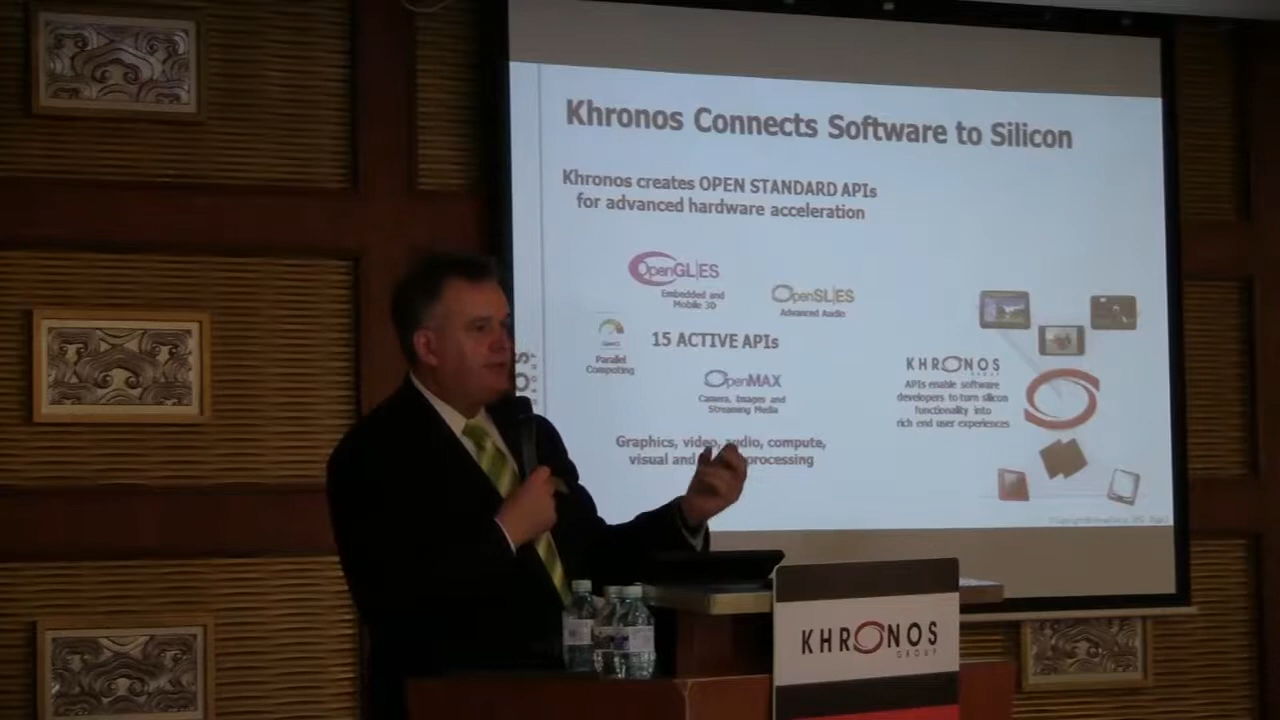 Khronos Connects Software to Silicon
Khronos creates OPEN STANDARD APIs
for advanced hardware acceleration
OpenGL|ES
Embedded and
Mobile 3D
OpenSL|ES
Advanced Audio
15 ACTIVE APIs
Parallel
Computing
OpenMAX
Camera, Images and
Streaming Media
Graphics, video, audio, compute,
visual and processing
KHRONOS
GROUP
APIs enable software
developers to turn silicon
functionality into
rich end user experiences
KHRONOS
GROUP